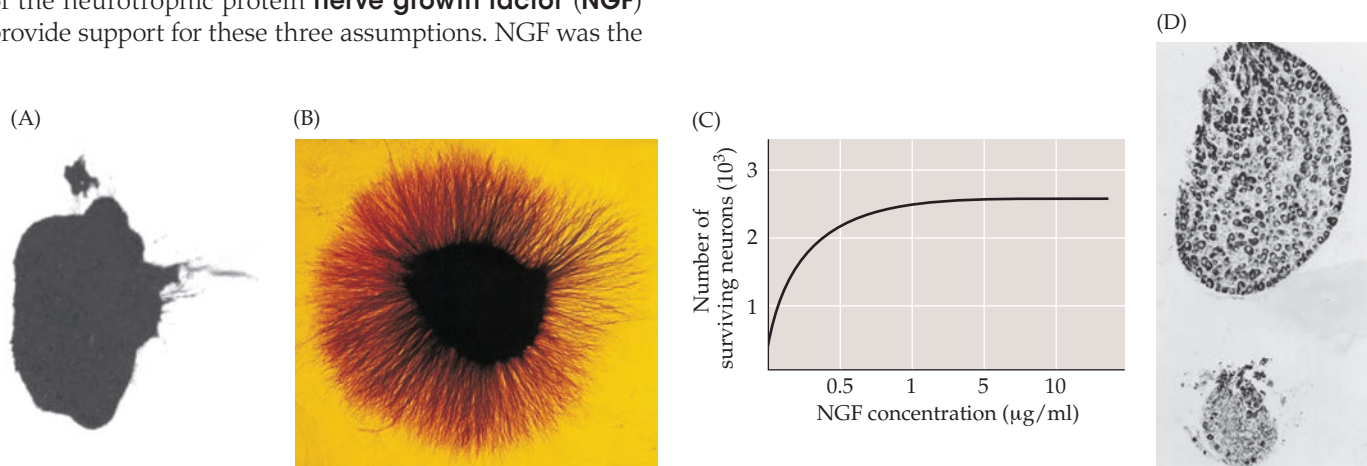 of the neurotrophic protein nerve growth factor (NGF)
provide support for these three assumptions. NGF was the
(A)
(B)
(C)
Number of
surviving neurons (10³)
3
2
1
0.5 1 5 10
NGF concentration (μg/ml)
(D)